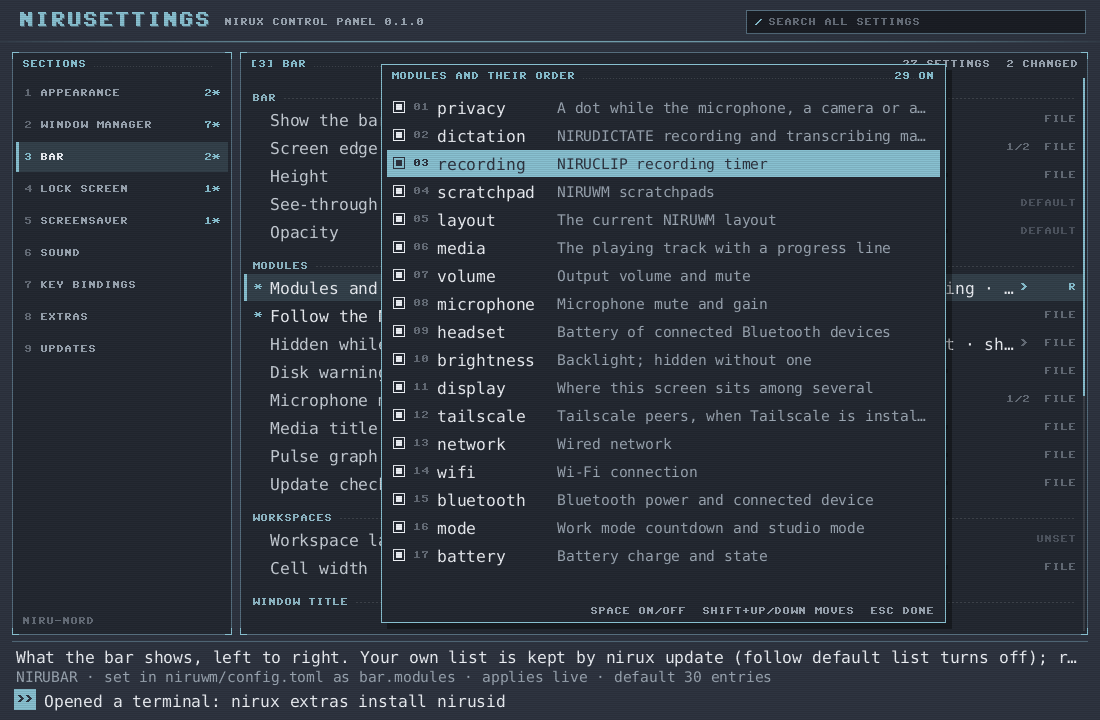 NIRUSETTINGS NIRUX CONTROL PANEL 0.1.0
/ SEARCH ALL SETTINGS
SECTIONS
1 APPEARANCE 2*
2 WINDOW MANAGER 7*
3 BAR 2*
4 LOCK SCREEN 1*
5 SCREENSAVER 1*
6 SOUND
7 KEY BINDINGS
8 EXTRAS
9 UPDATES
NIRU-NORD
[3] BAR 27 SETTINGS 2 CHANGED
BAR
Show the ba FILE
Screen edge 1/2 FILE
Height FILE
See-through DEFAULT
Opacity DEFAULT
MODULES
* Modules and ing · … > R
* Follow the FILE
Hidden while t · sh… > FILE
Disk warning FILE
Microphone 1/2 FILE
Media title FILE
Pulse graph FILE
Update check FILE
WORKSPACES
Workspace la UNSET
Cell width FILE
WINDOW TITLE
MODULES AND THEIR ORDER 29 ON
01 privacy A dot while the microphone, a camera or a…
02 dictation NIRUDICTATE recording and transcribing ma…
03 recording NIRUCLIP recording timer
04 scratchpad NIRUWM scratchpads
05 layout The current NIRUWM layout
06 media The playing track with a progress line
07 volume Output volume and mute
08 microphone Microphone mute and gain
09 headset Battery of connected Bluetooth devices
10 brightness Backlight; hidden without one
11 display Where this screen sits among several
12 tailscale Tailscale peers, when Tailscale is instal…
13 network Wired network
14 wifi Wi-Fi connection
15 bluetooth Bluetooth power and connected device
16 mode Work mode countdown and studio mode
17 battery Battery charge and state
SPACE ON/OFF SHIFT+UP/DOWN MOVES ESC DONE
What the bar shows, left to right. Your own list is kept by nirux update (follow default list turns off); r…
NIRUBAR · set in niruwm/config.toml as bar.modules · applies live · default 30 entries
>> Opened a terminal: nirux extras install nirusid